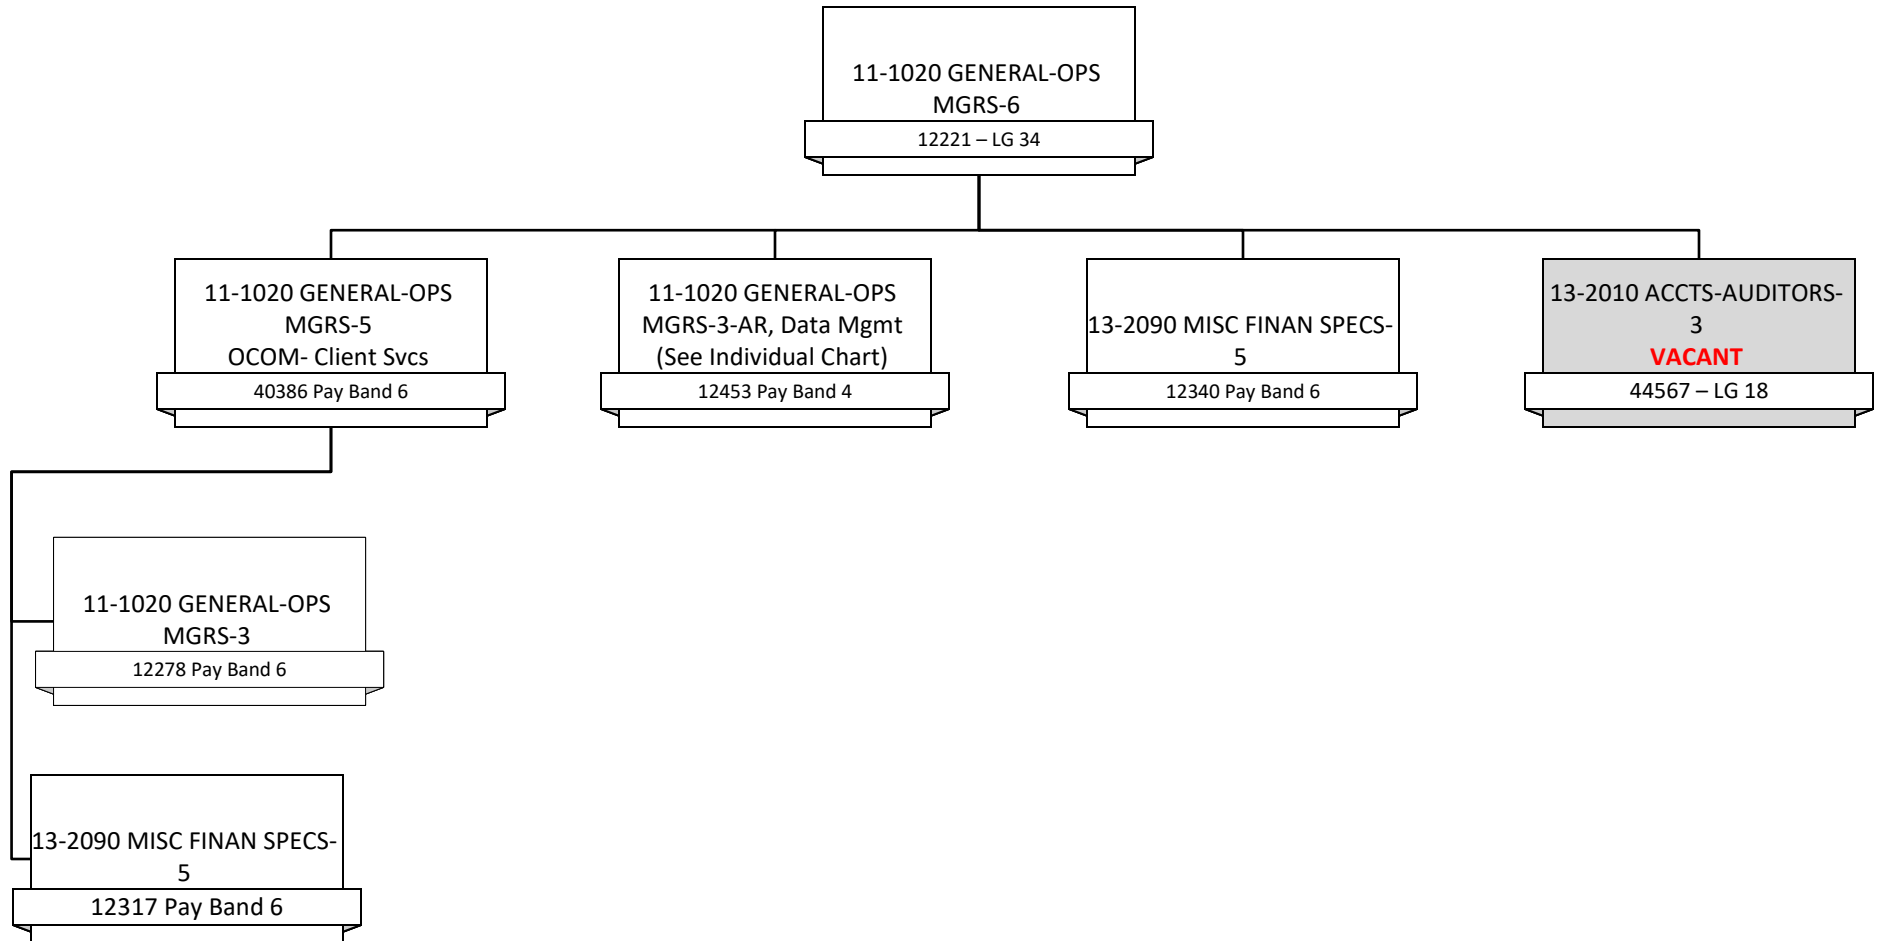 11-1020 GENERAL-OPS
MGRS-6
12221 – LG 34
11-1020 GENERAL-OPS
MGRS-5
OCOM- Client Svcs
40386 Pay Band 6
11-1020 GENERAL-OPS
MGRS-3-AR, Data Mgmt
(See Individual Chart)
12453 Pay Band 4
13-2090 MISC FINAN SPECS-
5
12340 Pay Band 6
13-2010 ACCTS-AUDITORS-
3
VACANT
44567 – LG 18
11-1020 GENERAL-OPS
MGRS-3
12278 Pay Band 6
13-2090 MISC FINAN SPECS-
5
12317 Pay Band 6